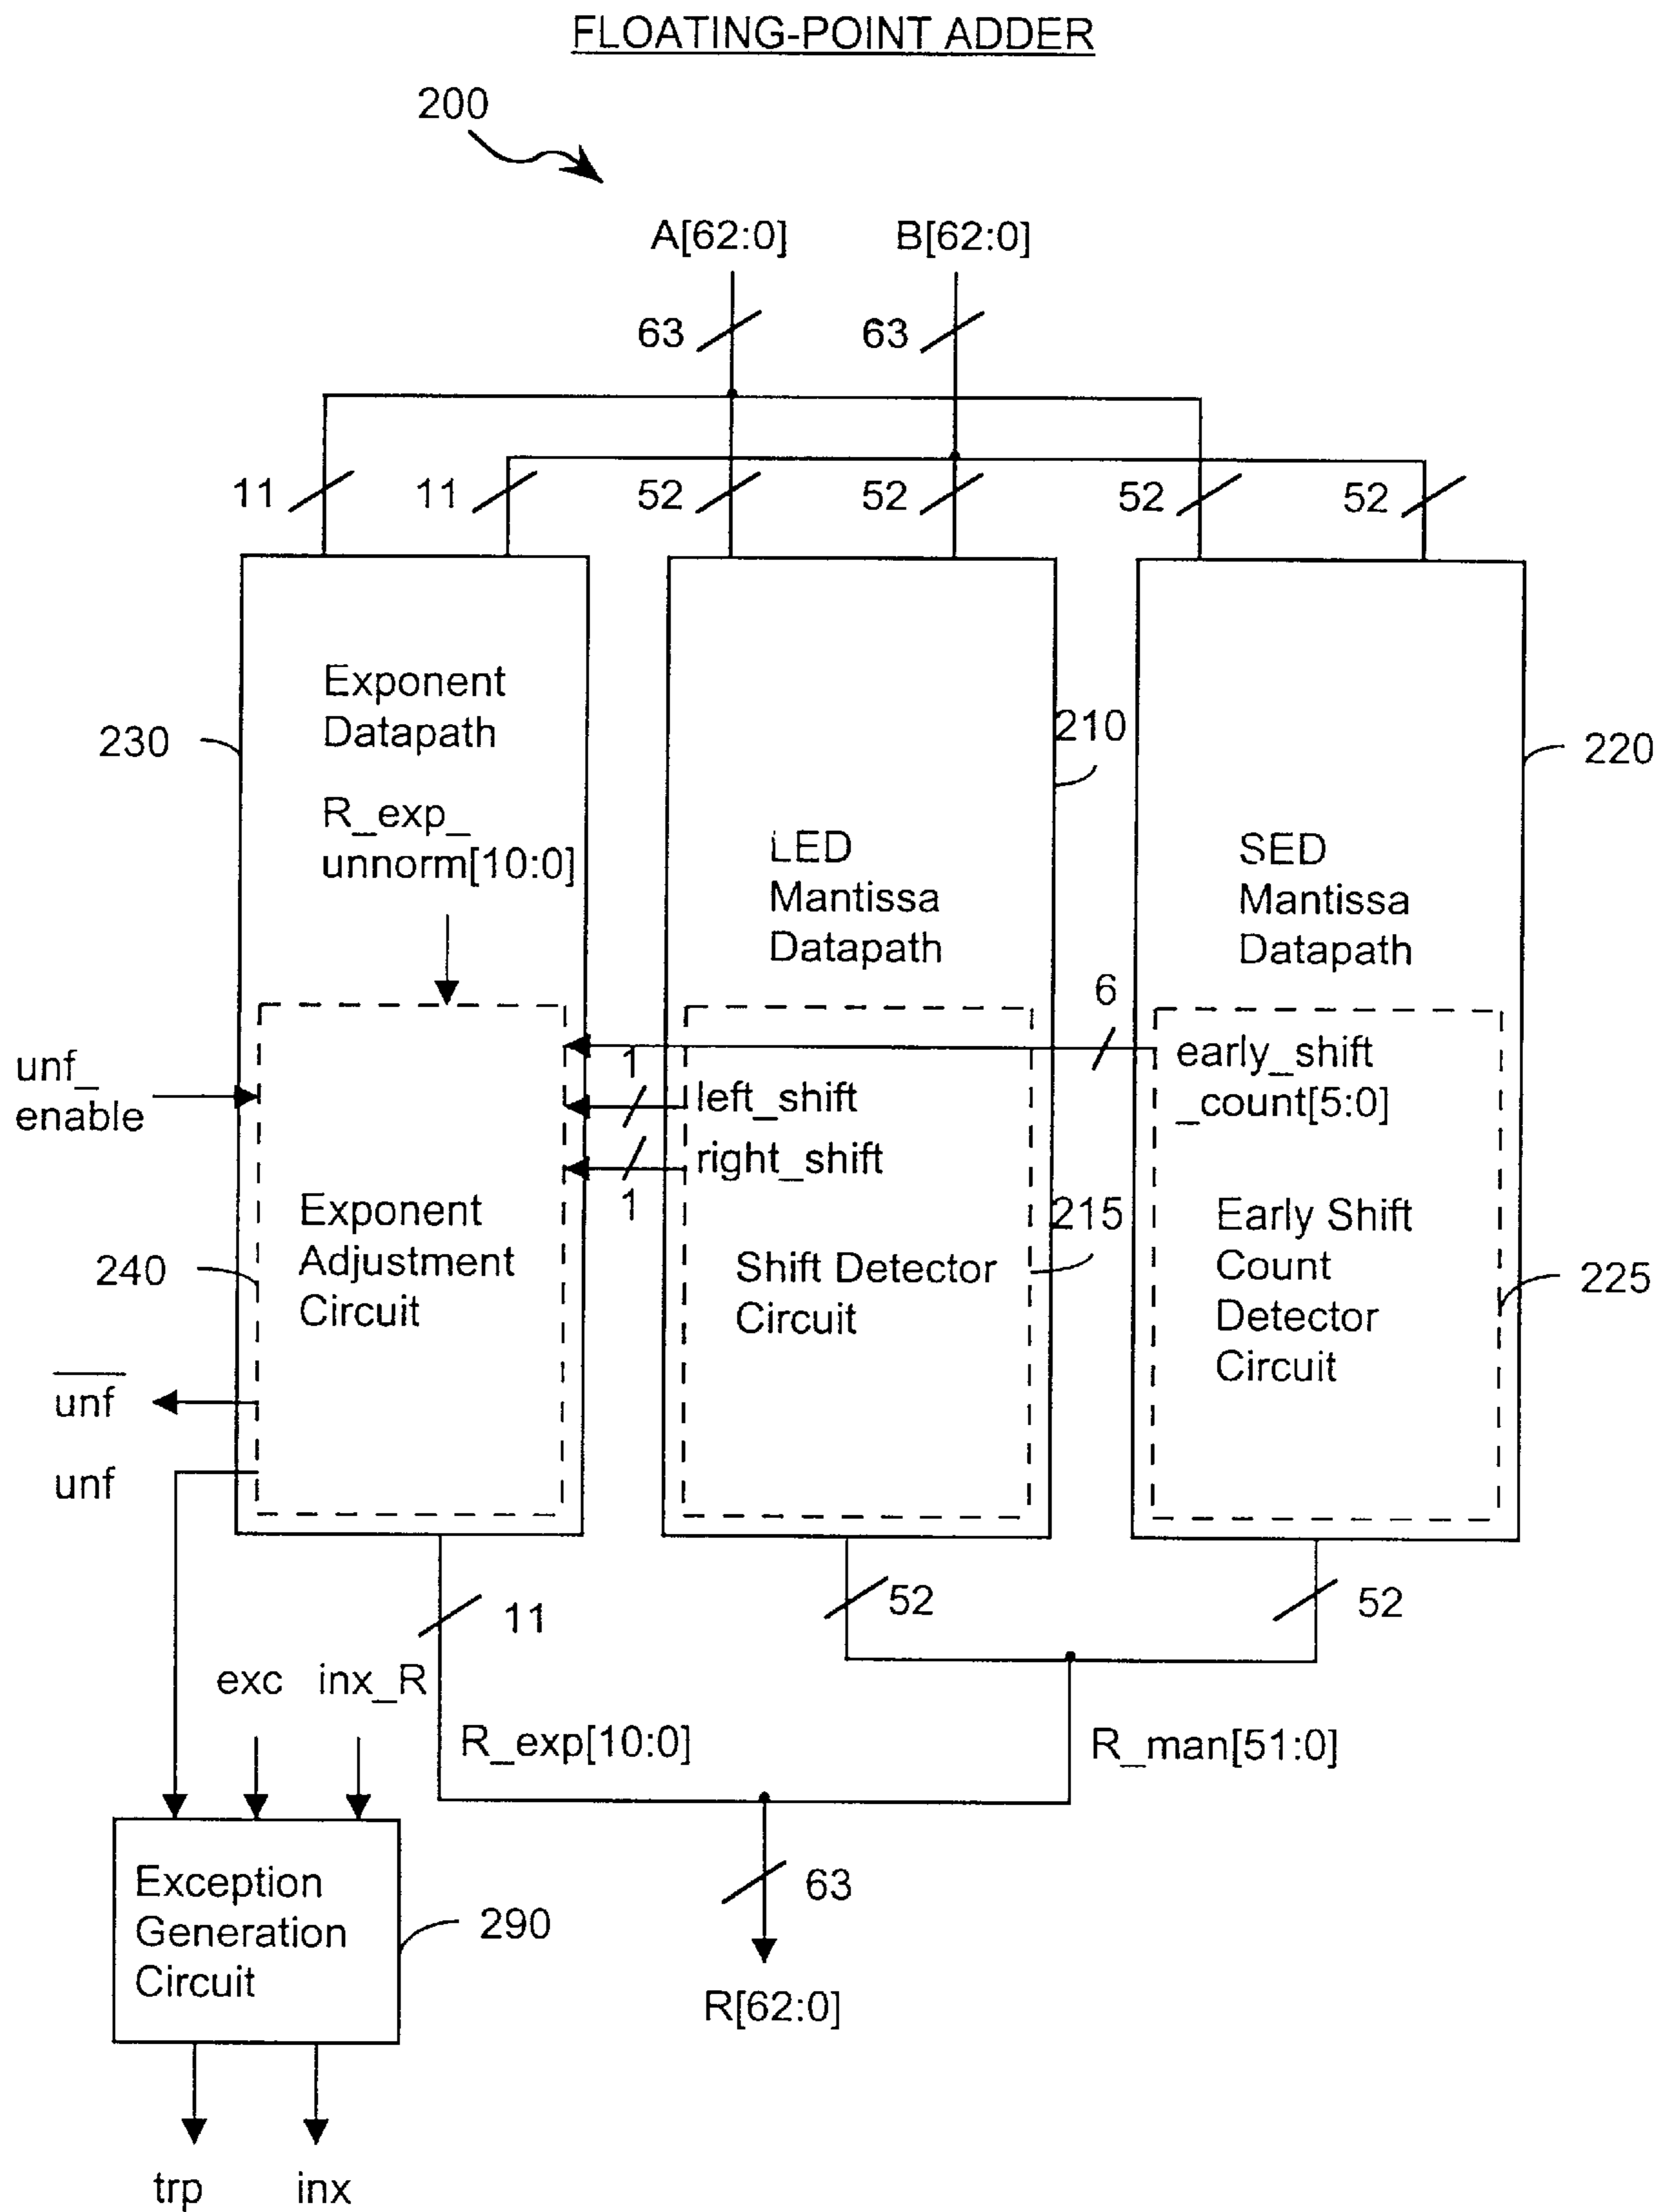 FLOATING-POINT ADDER
200
A[62:0] B[62:0]
63 63
11 11 52 52 52 52
Exponent
Datapath
230
R_exp_
unnorm[10:0]
210
LED
Mantissa
Datapath
220
SED
Mantissa
Datapath
6
unf_
enable
1
left_shift
right_shift
1
early_shift
_count[5:0]
Exponent
Adjustment
Circuit
240
215
Shift Detector
Circuit
Early Shift
Count
Detector
Circuit
225
unf
unf
11
52
52
exc inx_R
R_exp[10:0]
R_man[51:0]
63
Exception
Generation
Circuit
290
R[62:0]
trp inx